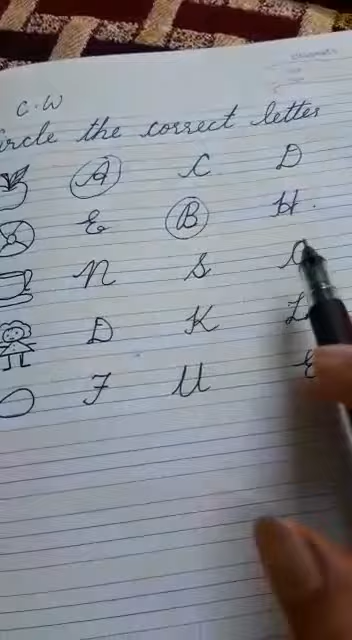 C.W
ircle the correct letter
A C D
E B H
N S C
D K L
F U E